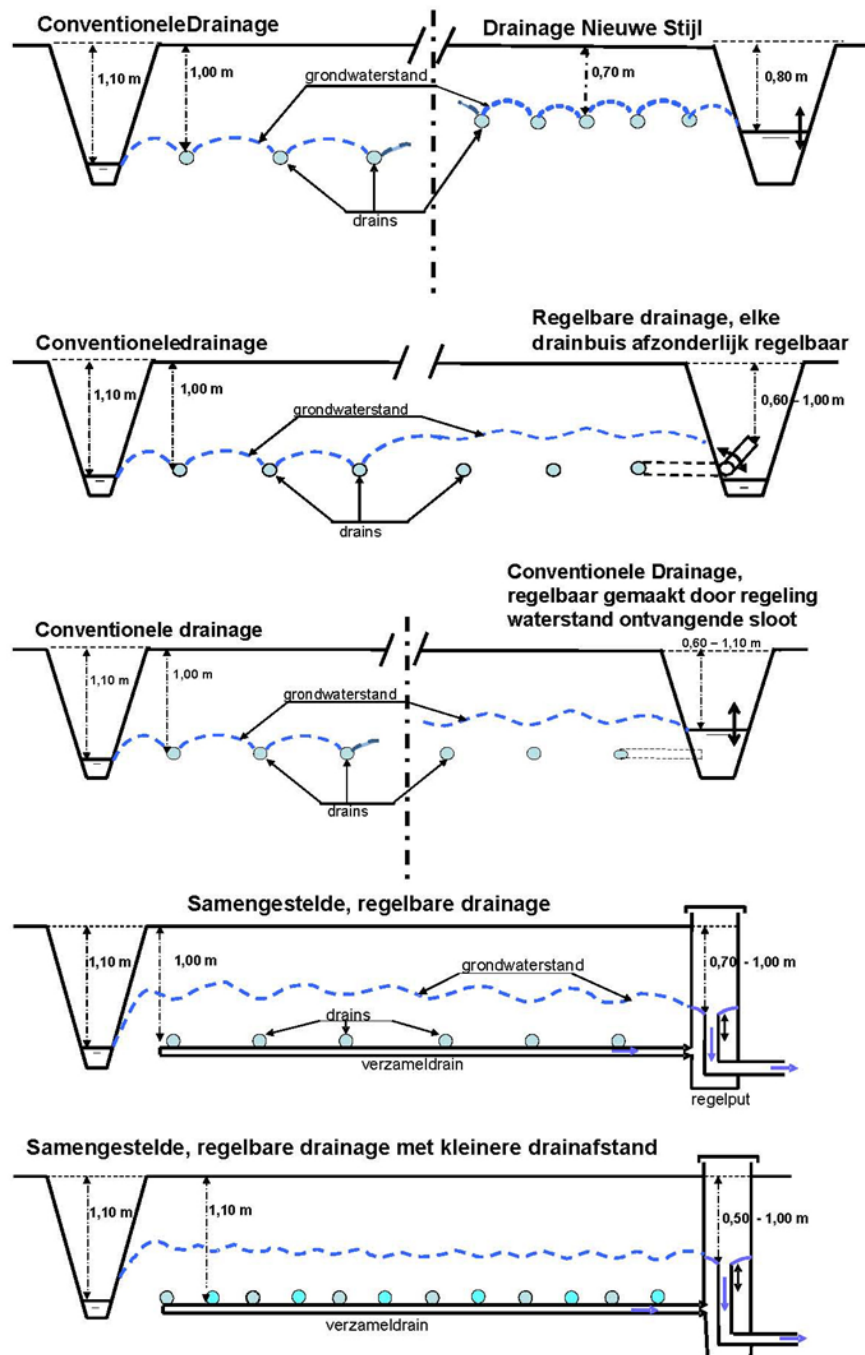 ConventioneleDrainage
Drainage Nieuwe Stijl
1,10 m
1,00 m
grondwaterstand
0,70 m
0,80 m
drains
Conventioneledrainage
Regelbare drainage, elke
drainbuis afzonderlijk regelbaar
1,10 m
1,00 m
grondwaterstand
0,60 – 1,00 m
drains
Conventionele drainage
Conventionele Drainage,
regelbaar gemaakt door regeling
waterstand ontvangende sloot
1,10 m
1,00 m
grondwaterstand
0,60 – 1,10 m
drains
Samengestelde, regelbare drainage
1,10 m
1,00 m
grondwaterstand
0,70 - 1,00 m
drains
verzameldrain
regelput
Samengestelde, regelbare drainage met kleinere drainafstand
1,10 m
1,10 m
0,50 - 1,00 m
verzameldrain